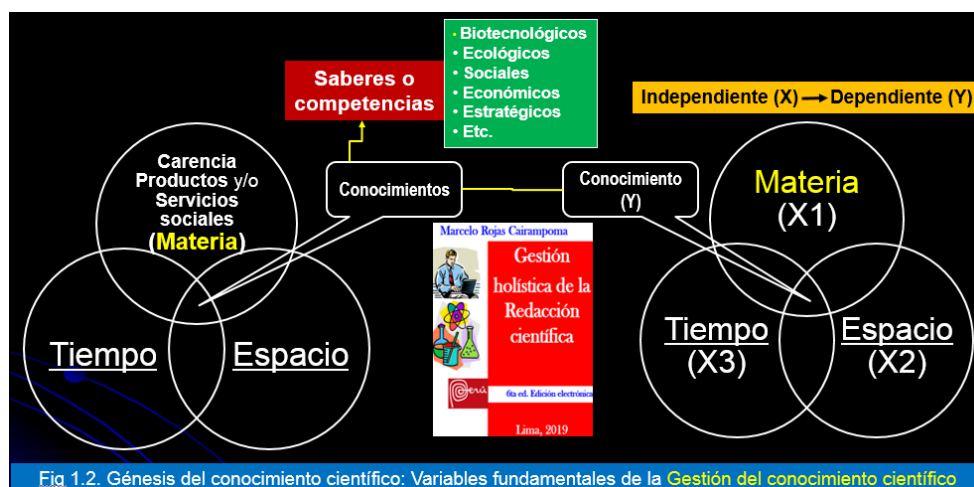 Saberes o
competencias
• Biotecnológicos
• Ecológicos
• Sociales
• Económicos
• Estratégicos
• Etc.
Independiente (X) → Dependiente (Y)
Carencia
Productos y/o
Servicios
sociales
(Materia)
Tiempo
Espacio
Conocimientos
Conocimiento
(Y)
Materia
(X1)
Tiempo
(X3)
Espacio
(X2)
Marcelo Rojas Cairampoma
Gestión
holística de la
Redacción
científica
Perú
6ta ed. Edición electrónica
Lima, 2019
Fig 1.2. Génesis del conocimiento científico: Variables fundamentales de la Gestión del conocimiento científico